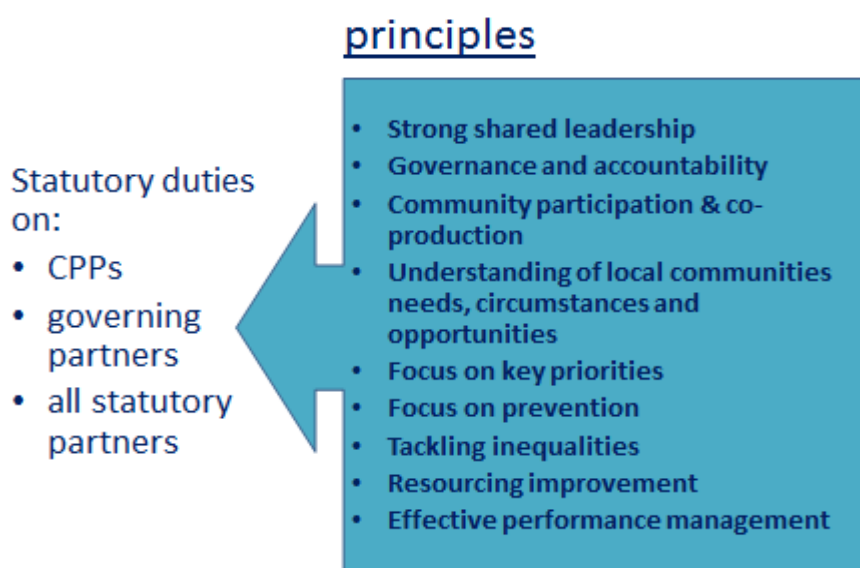 principles
Statutory duties
on:
• CPPs
• governing
partners
• all statutory
partners
• Strong shared leadership
• Governance and accountability
• Community participation & co-
production
• Understanding of local communities
needs, circumstances and
opportunities
• Focus on key priorities
• Focus on prevention
• Tackling inequalities
• Resourcing improvement
• Effective performance management